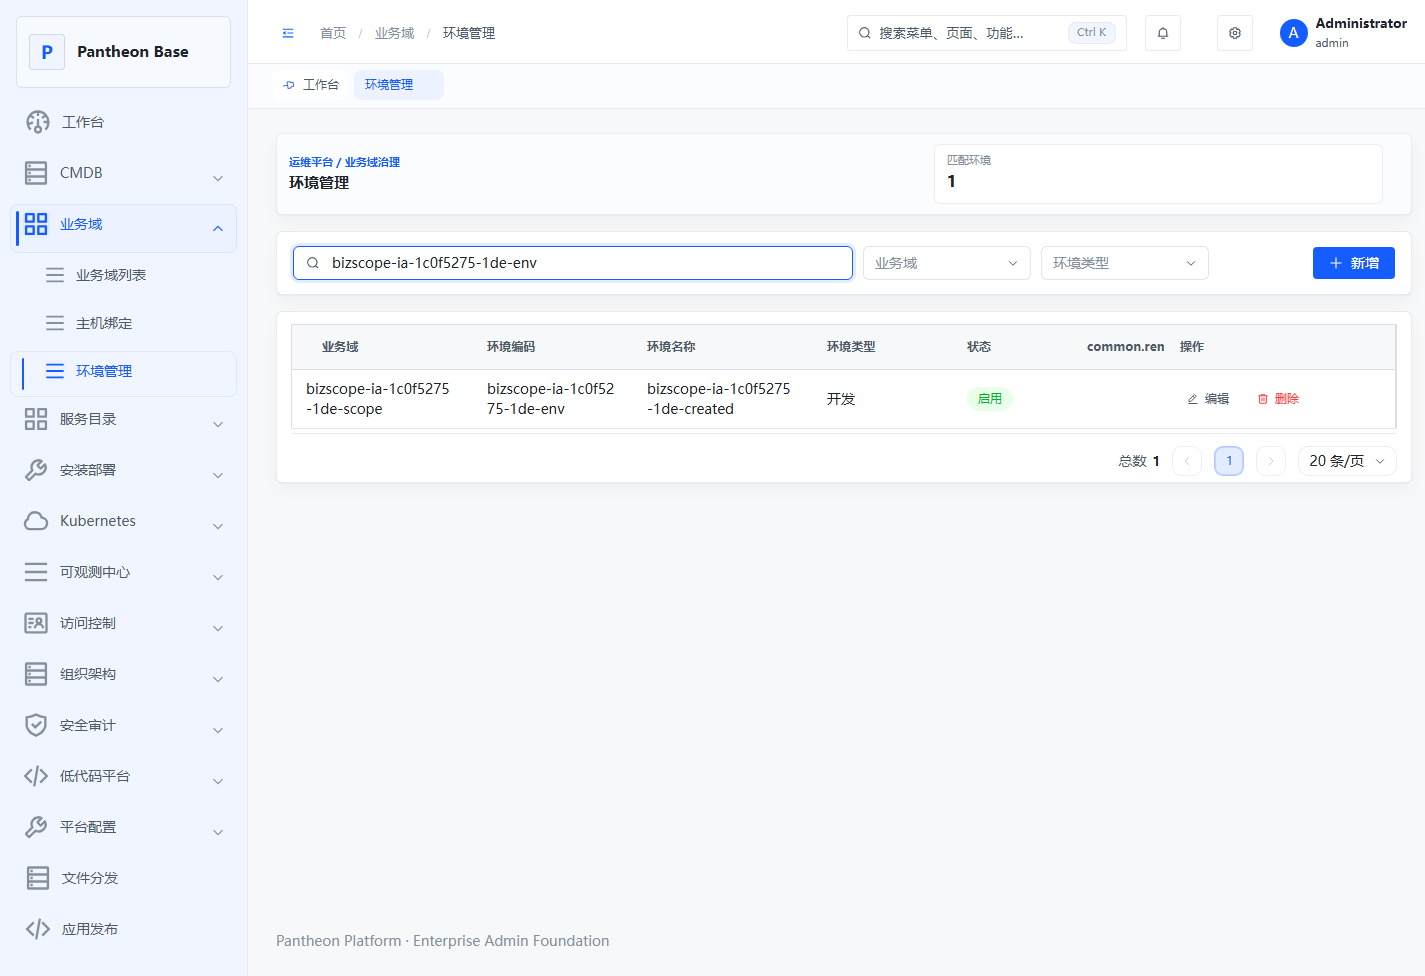 P
Pantheon Base
工作台
CMDB
业务域
业务域列表
主机绑定
环境管理
服务目录
安装部署
Kubernetes
可观测中心
访问控制
组织架构
安全审计
低代码平台
平台配置
文件分发
应用发布
首页 / 业务域 / 环境管理
搜索菜单、页面、功能... Ctrl K
A
Administrator
admin
工作台 环境管理
运维平台 / 业务域治理
环境管理
匹配环境
1
bizscope-ia-1c0f5275-1de-env 业务域 环境类型 新增
业务域 环境编码 环境名称 环境类型 状态 common.ren 操作
bizscope-ia-1c0f5275
-1de-scope
bizscope-ia-1c0f52
75-1de-env
bizscope-ia-1c0f5275
-1de-created
开发 启用 编辑 删除
总数 1 1 20 条/页
Pantheon Platform · Enterprise Admin Foundation